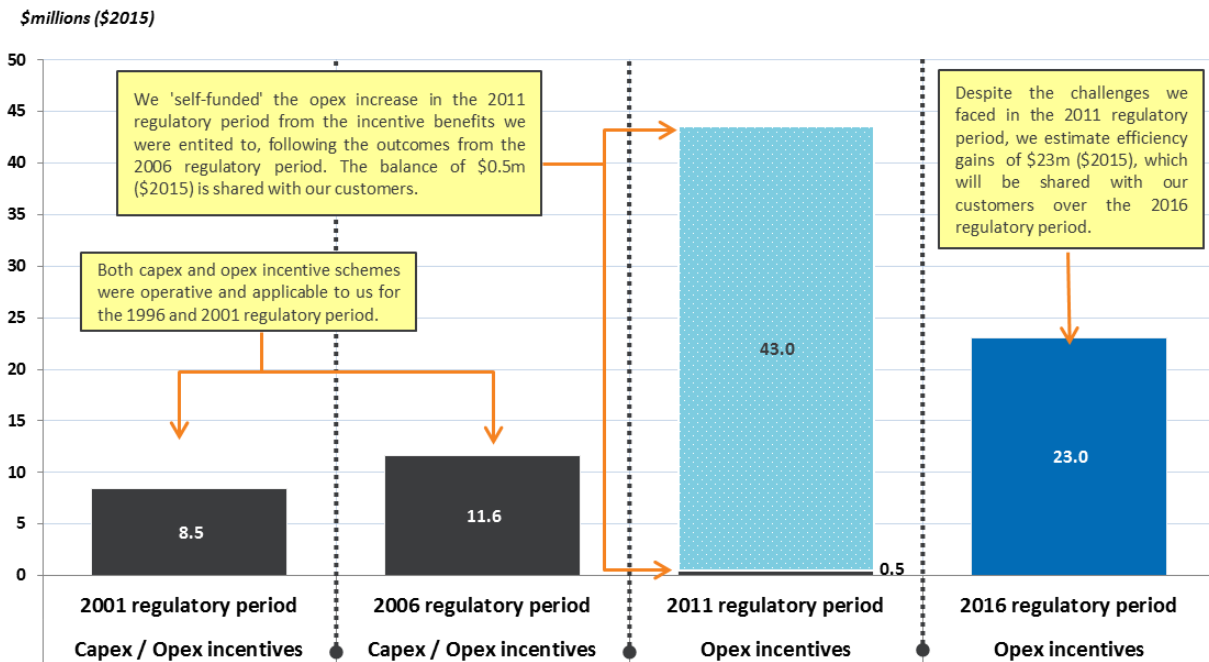 $millions ($2015)
50
45
40
35
30
25
20
15
10
5
0
We 'self-funded' the opex increase in the 2011
regulatory period from the incentive benefits we
were entited to, following the outcomes from the
2006 regulatory period. The balance of $0.5m
($2015) is shared with our customers.
Both capex and opex incentive schemes
were operative and applicable to us for
the 1996 and 2001 regulatory period.
Despite the challenges we
faced in the 2011 regulatory
period, we estimate efficiency
gains of $23m ($2015), which
will be shared with our
customers over the 2016
regulatory period.
8.5
11.6
43.0
0.5
23.0
2001 regulatory period
Capex / Opex incentives
2006 regulatory period
Capex / Opex incentives
2011 regulatory period
Opex incentives
2016 regulatory period
Opex incentives